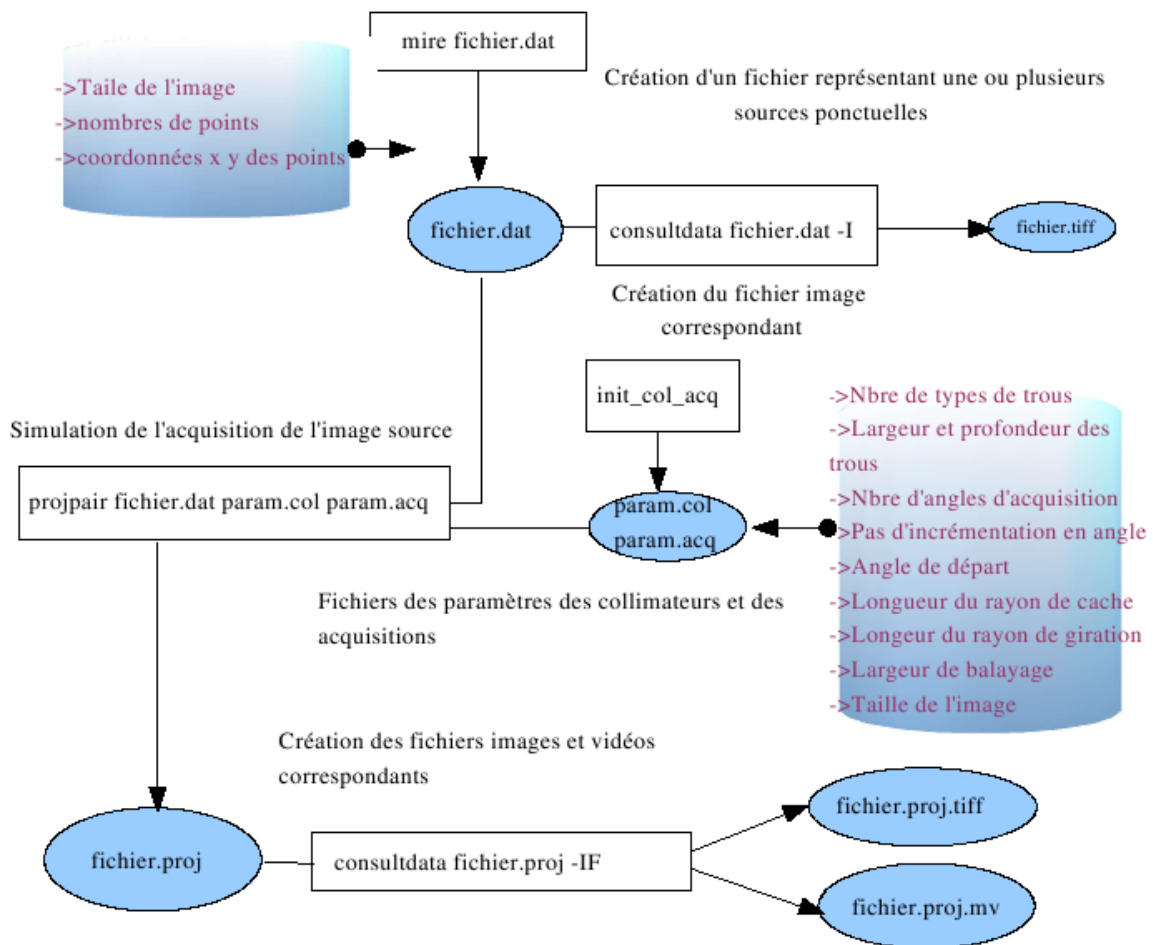 mire fichier.dat
->Taile de l'image
->nombres de points
->coordonnées x y des points
Création d'un fichier représentant une ou plusieurs
sources ponctuelles
fichier.dat
consultdata fichier.dat -I
fichier.tiff
Création du fichier image
correspondant
init_col_acq
Simulation de l'acquisition de l'image source
projpair fichier.dat param.col param.acq
param.col
param.acq
->Nbre de types de trous
->Largeur et profondeur des
trous
->Nbre d'angles d'acquisition
->Pas d'incrémentation en angle
->Angle de départ
->Longueur du rayon de cache
->Longeur du rayon de giration
->Largeur de balayage
->Taille de l'image
Fichiers des paramètres des collimateurs et des
acquisitions
Création des fichiers images et vidéos
correspondants
fichier.proj
consultdata fichier.proj -IF
fichier.proj.tiff
fichier.proj.mv